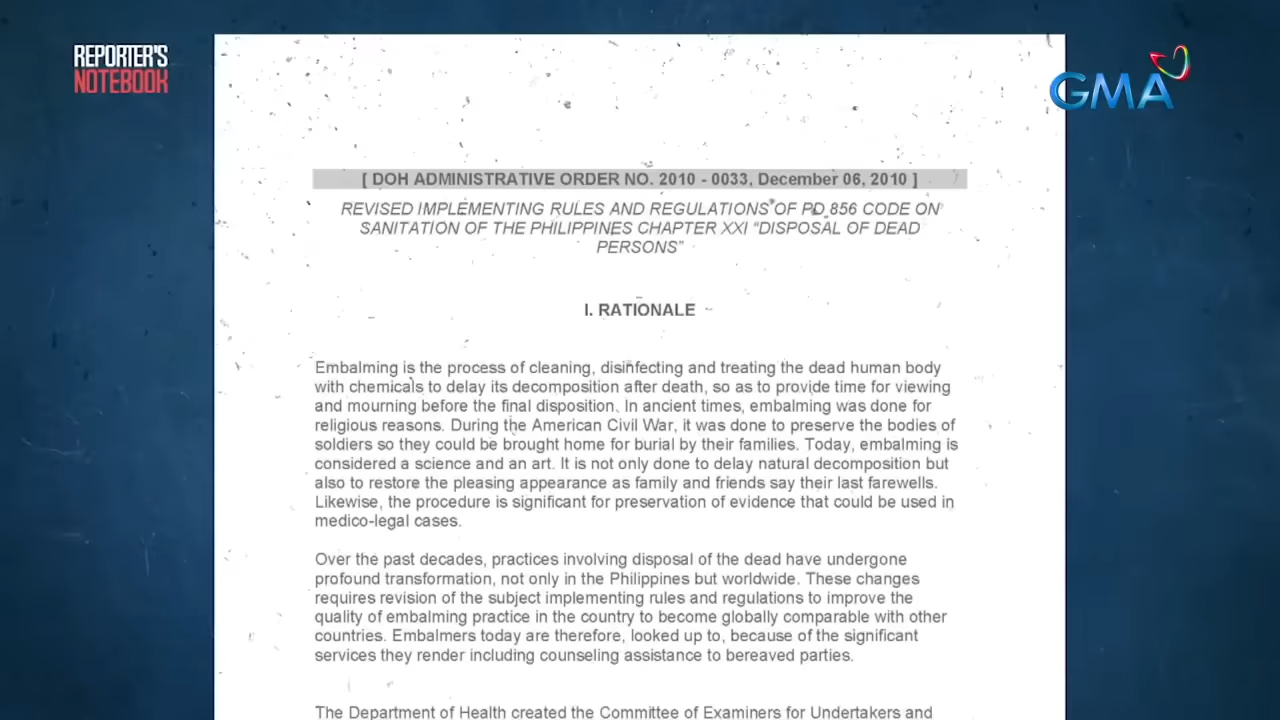 REPORTER'S
NOTEBOOK
GMA
[ DOH ADMINISTRATIVE ORDER NO. 2010 - 0033, December 06, 2010 ]
REVISED IMPLEMENTING RULES AND REGULATIONS OF PD 856 CODE ON
SANITATION OF THE PHILIPPINES CHAPTER XXI "DISPOSAL OF DEAD
PERSONS"
I. RATIONALE
Embalming is the process of cleaning, disinfecting and treating the dead human body
with chemicals to delay its decomposition after death, so as to provide time for viewing
and mourning before the final disposition. In ancient times, embalming was done for
religious reasons. During the American Civil War, it was done to preserve the bodies of
soldiers so they could be brought home for burial by their families. Today, embalming is
considered a science and an art. It is not only done to delay natural decomposition but
also to restore the pleasing appearance as family and friends say their last farewells.
Likewise, the procedure is significant for preservation of evidence that could be used in
medico-legal cases.
Over the past decades, practices involving disposal of the dead have undergone
profound transformation, not only in the Philippines but worldwide. These changes
requires revision of the subject implementing rules and regulations to improve the
quality of embalming practice in the country to become globally comparable with other
countries. Embalmers today are therefore, looked up to, because of the significant
services they render including counseling assistance to bereaved parties.
The Department of Health created the Committee of Examiners for Undertakers and